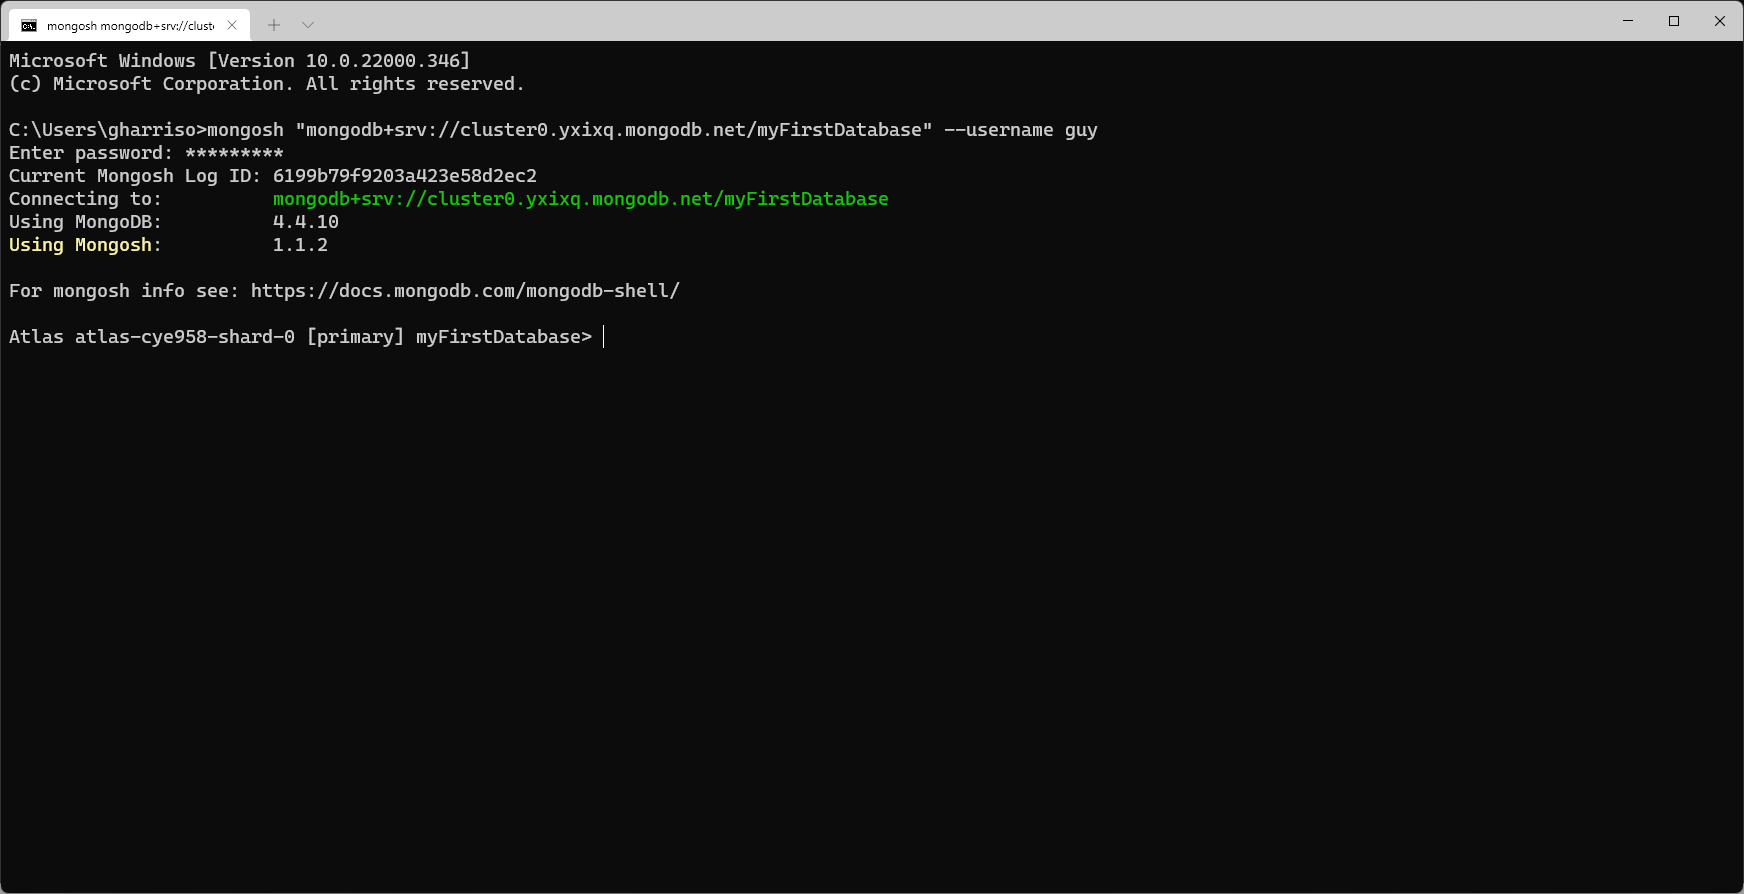 mongosh mongodb+srv://clust
Microsoft Windows [Version 10.0.22000.346]
(c) Microsoft Corporation. All rights reserved.
C:\Users\gharriso>mongosh "mongodb+srv://cluster0.yxixq.mongodb.net/myFirstDatabase" --username guy
Enter password: *********
Current Mongosh Log ID: 6199b79f9203a423e58d2ec2
Connecting to: mongodb+srv://cluster0.yxixq.mongodb.net/myFirstDatabase
Using MongoDB: 4.4.10
Using Mongosh: 1.1.2
For mongosh info see: https://docs.mongodb.com/mongodb-shell/
Atlas atlas-cye958-shard-0 [primary] myFirstDatabase>